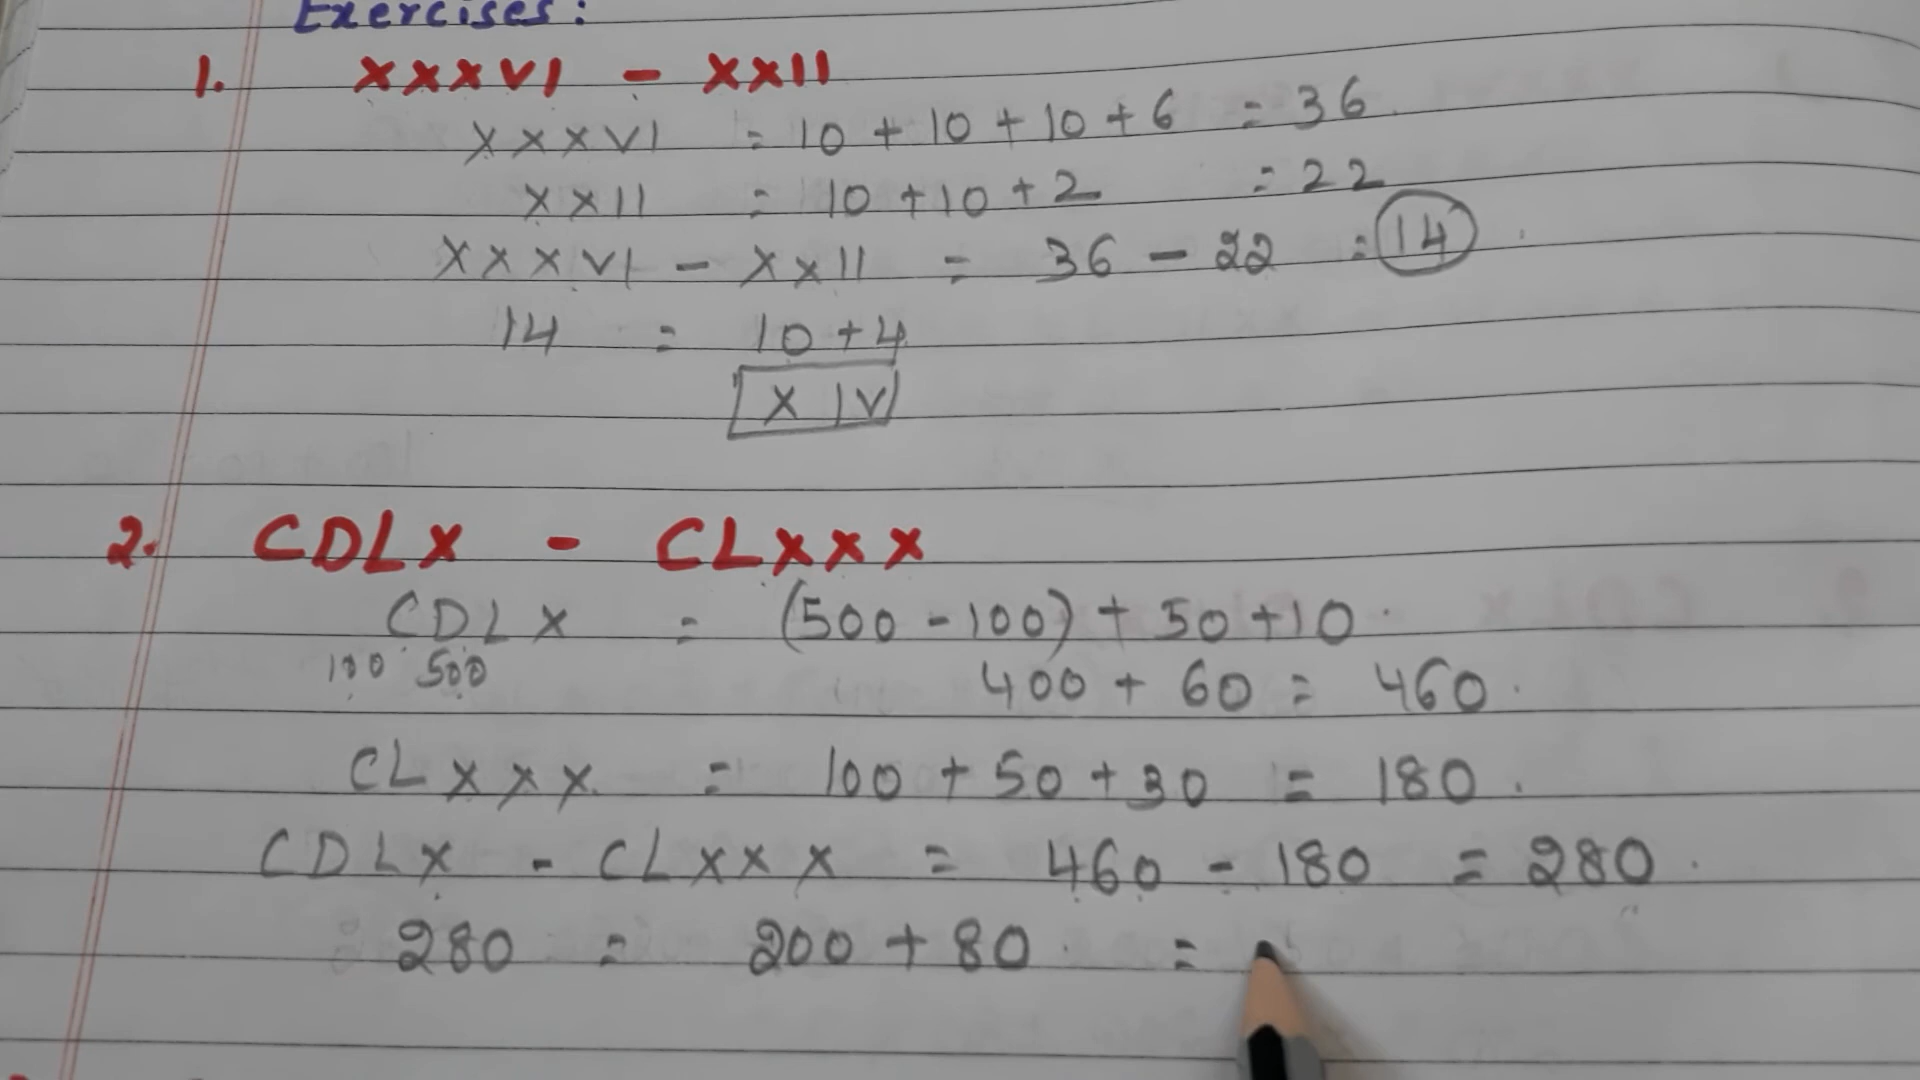 Exercises:
1. XXXVI - XXII
XXXVI = 10 + 10 + 10 + 6 = 36
XXII = 10 + 10 + 2 = 22
XXXVI - XXII = 36 - 22 = 14
14 = 10 + 4
X IV
2. CDLX - CLXXX
CDLX = (500 - 100) + 50 + 10
100 500 400 + 60 = 460
CLXXX = 100 + 50 + 30 = 180
CDLX - CLXXX = 460 - 180 = 280
280 = 200 + 80 =